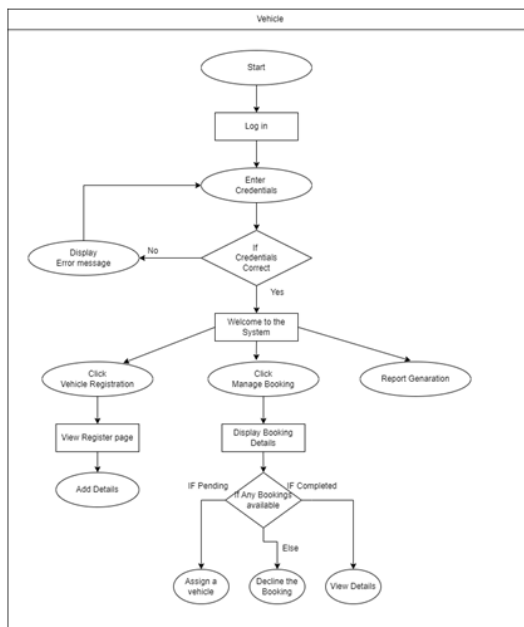 Vehicle
Start
Log in
Enter
Credentials
If
Credentials
Correct
No
Display
Error message
Yes
Welcome to the
System
Click
Vehicle Registration
Click
Manage Booking
Report Genaration
View Register page
Display Booking
Details
Add Details
IF Pending
IF Completed
If Any Bookings
available
Else
Assign a
vehicle
Decline the
Booking
View Details